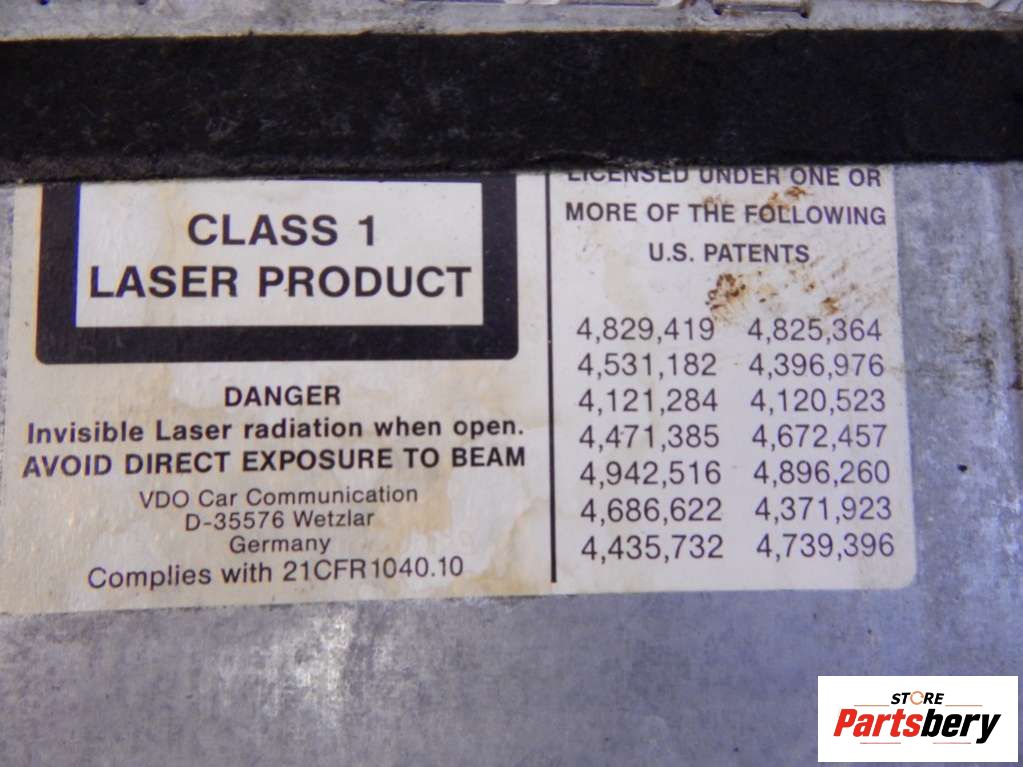 CLASS 1
LASER PRODUCT
DANGER
Invisible Laser radiation when open.
AVOID DIRECT EXPOSURE TO BEAM
VDO Car Communication
D-35576 Wetzlar
Germany
Complies with 21CFR1040.10
LICENSED UNDER ONE OR
MORE OF THE FOLLOWING
U.S. PATENTS
4,829,419 4,825,364
4,531,182 4,396,976
4,121,284 4,120,523
4,471,385 4,672,457
4,942,516 4,896,260
4,686,622 4,371,923
4,435,732 4,739,396
STORE
Partsbery